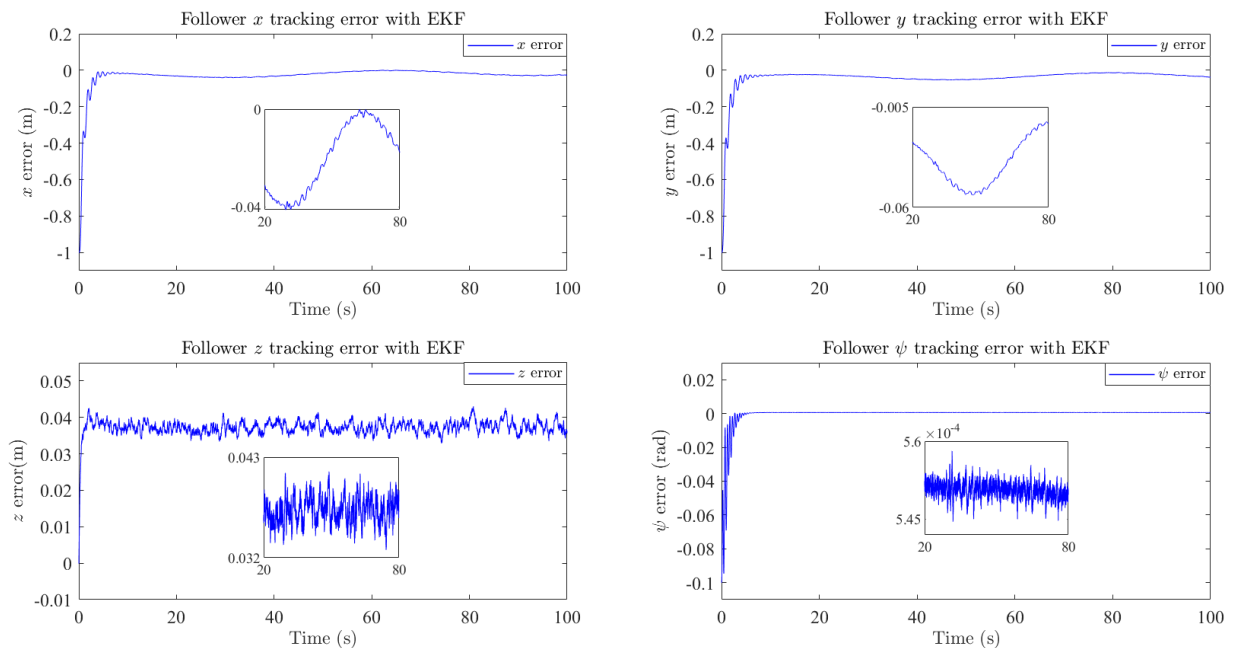 Follower x tracking error with EKF
0.2
0
-0.2
-0.4
-0.6
-0.8
-1
x error (m)
x error
0
-0.04
20 80
0 20 40 60 80 100
Time (s)
Follower y tracking error with EKF
0.2
0
-0.2
-0.4
-0.6
-0.8
-1
y error (m)
y error
-0.005
-0.06
20 80
0 20 40 60 80 100
Time (s)
Follower z tracking error with EKF
0.05
0.04
0.03
0.02
0.01
0
-0.01
z error(m)
z error
0.043
0.032
20 80
0 20 40 60 80 100
Time (s)
Follower ψ tracking error with EKF
0.02
0
-0.02
-0.04
-0.06
-0.08
-0.1
ψ error (rad)
ψ error
5.6 ×10⁻⁴
5.45
20 80
0 20 40 60 80 100
Time (s)